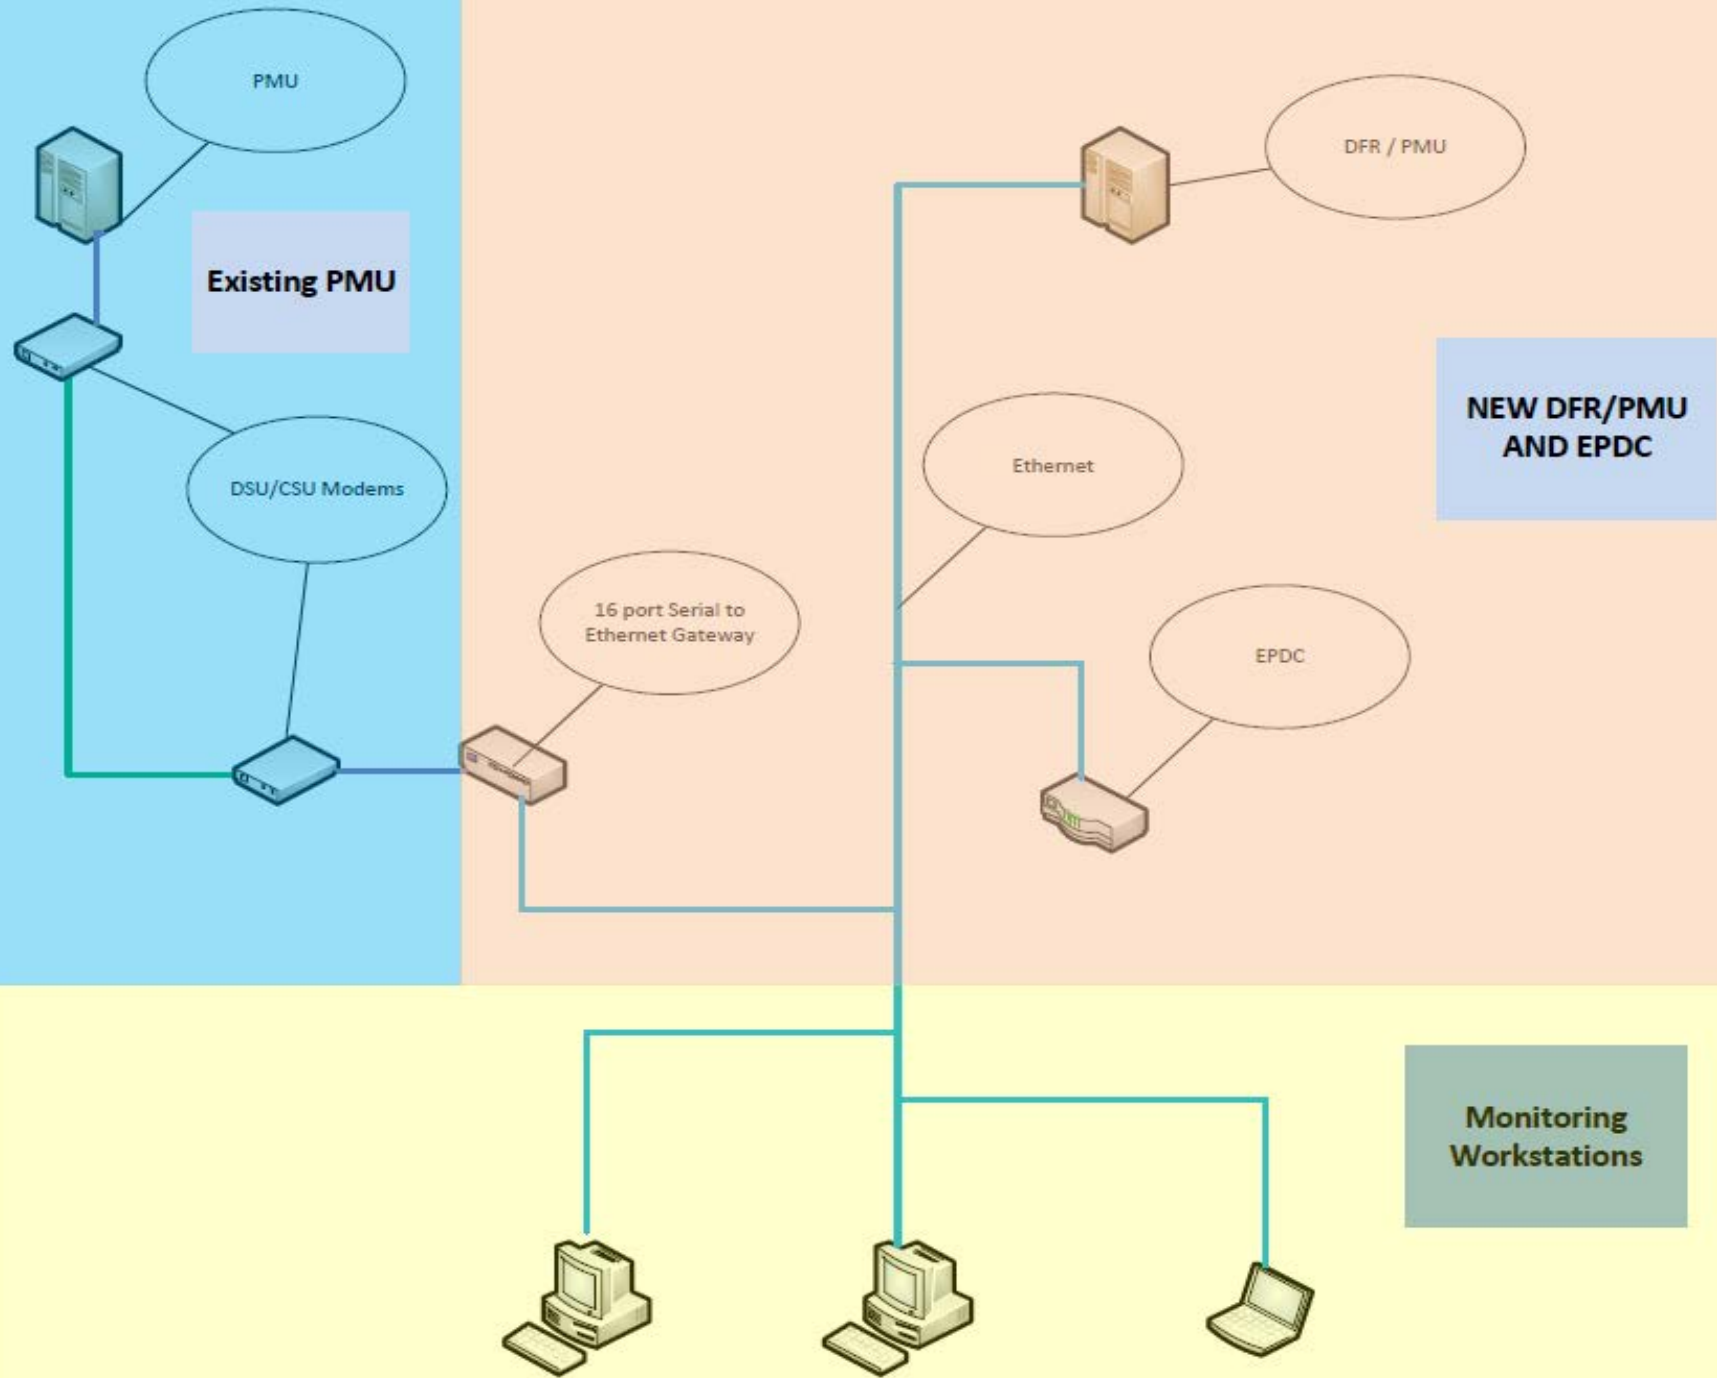 PMU
Existing PMU
DSU/CSU Modems
DFR / PMU
NEW DFR/PMU
AND EPDC
Ethernet
16 port Serial to
Ethernet Gateway
EPDC
Monitoring
Workstations